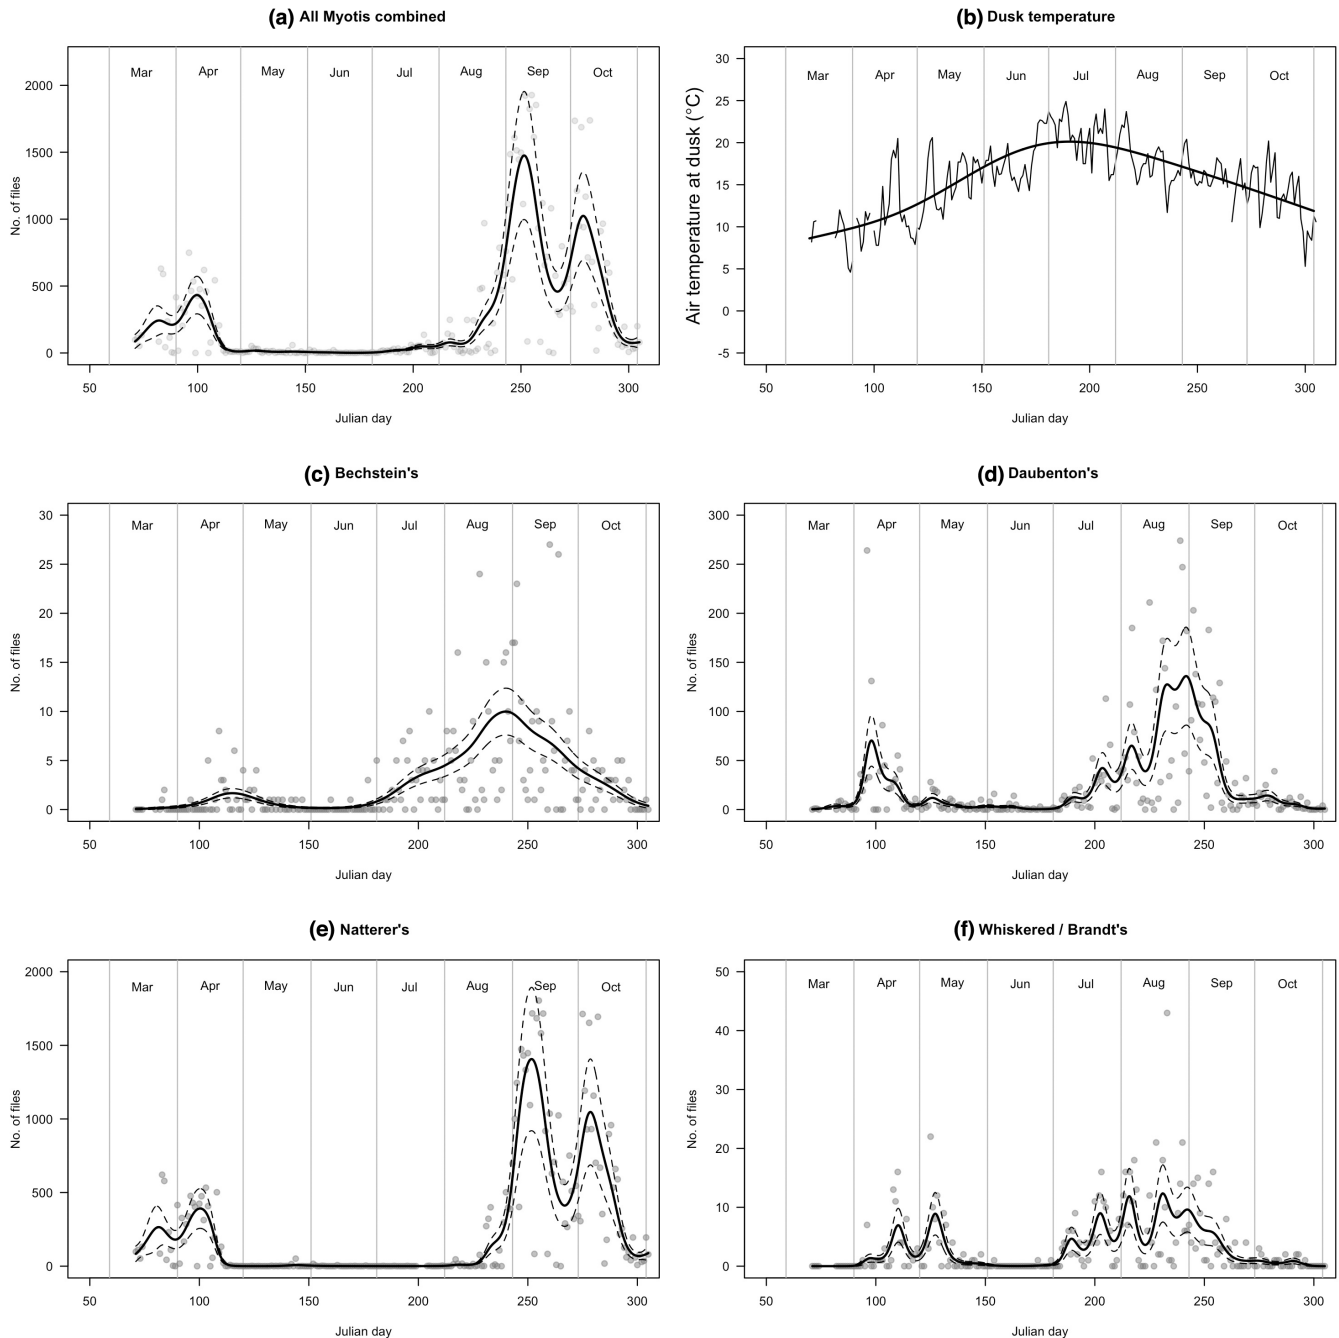 (a) All Myotis combined
No. of files
2000
1500
1000
500
0
Mar Apr May Jun Jul Aug Sep Oct
50 100 150 200 250 300
Julian day
(b) Dusk temperature
Air temperature at dusk (°C)
30
25
20
15
10
5
0
-5
Mar Apr May Jun Jul Aug Sep Oct
50 100 150 200 250 300
Julian day
(c) Bechstein's
No. of files
30
25
20
15
10
5
0
Mar Apr May Jun Jul Aug Sep Oct
50 100 150 200 250 300
Julian day
(d) Daubenton's
No. of files
300
250
200
150
100
50
0
Mar Apr May Jun Jul Aug Sep Oct
50 100 150 200 250 300
Julian day
(e) Natterer's
No. of files
2000
1500
1000
500
0
Mar Apr May Jun Jul Aug Sep Oct
50 100 150 200 250 300
Julian day
(f) Whiskered / Brandt's
No. of files
50
40
30
20
10
0
Mar Apr May Jun Jul Aug Sep Oct
50 100 150 200 250 300
Julian day